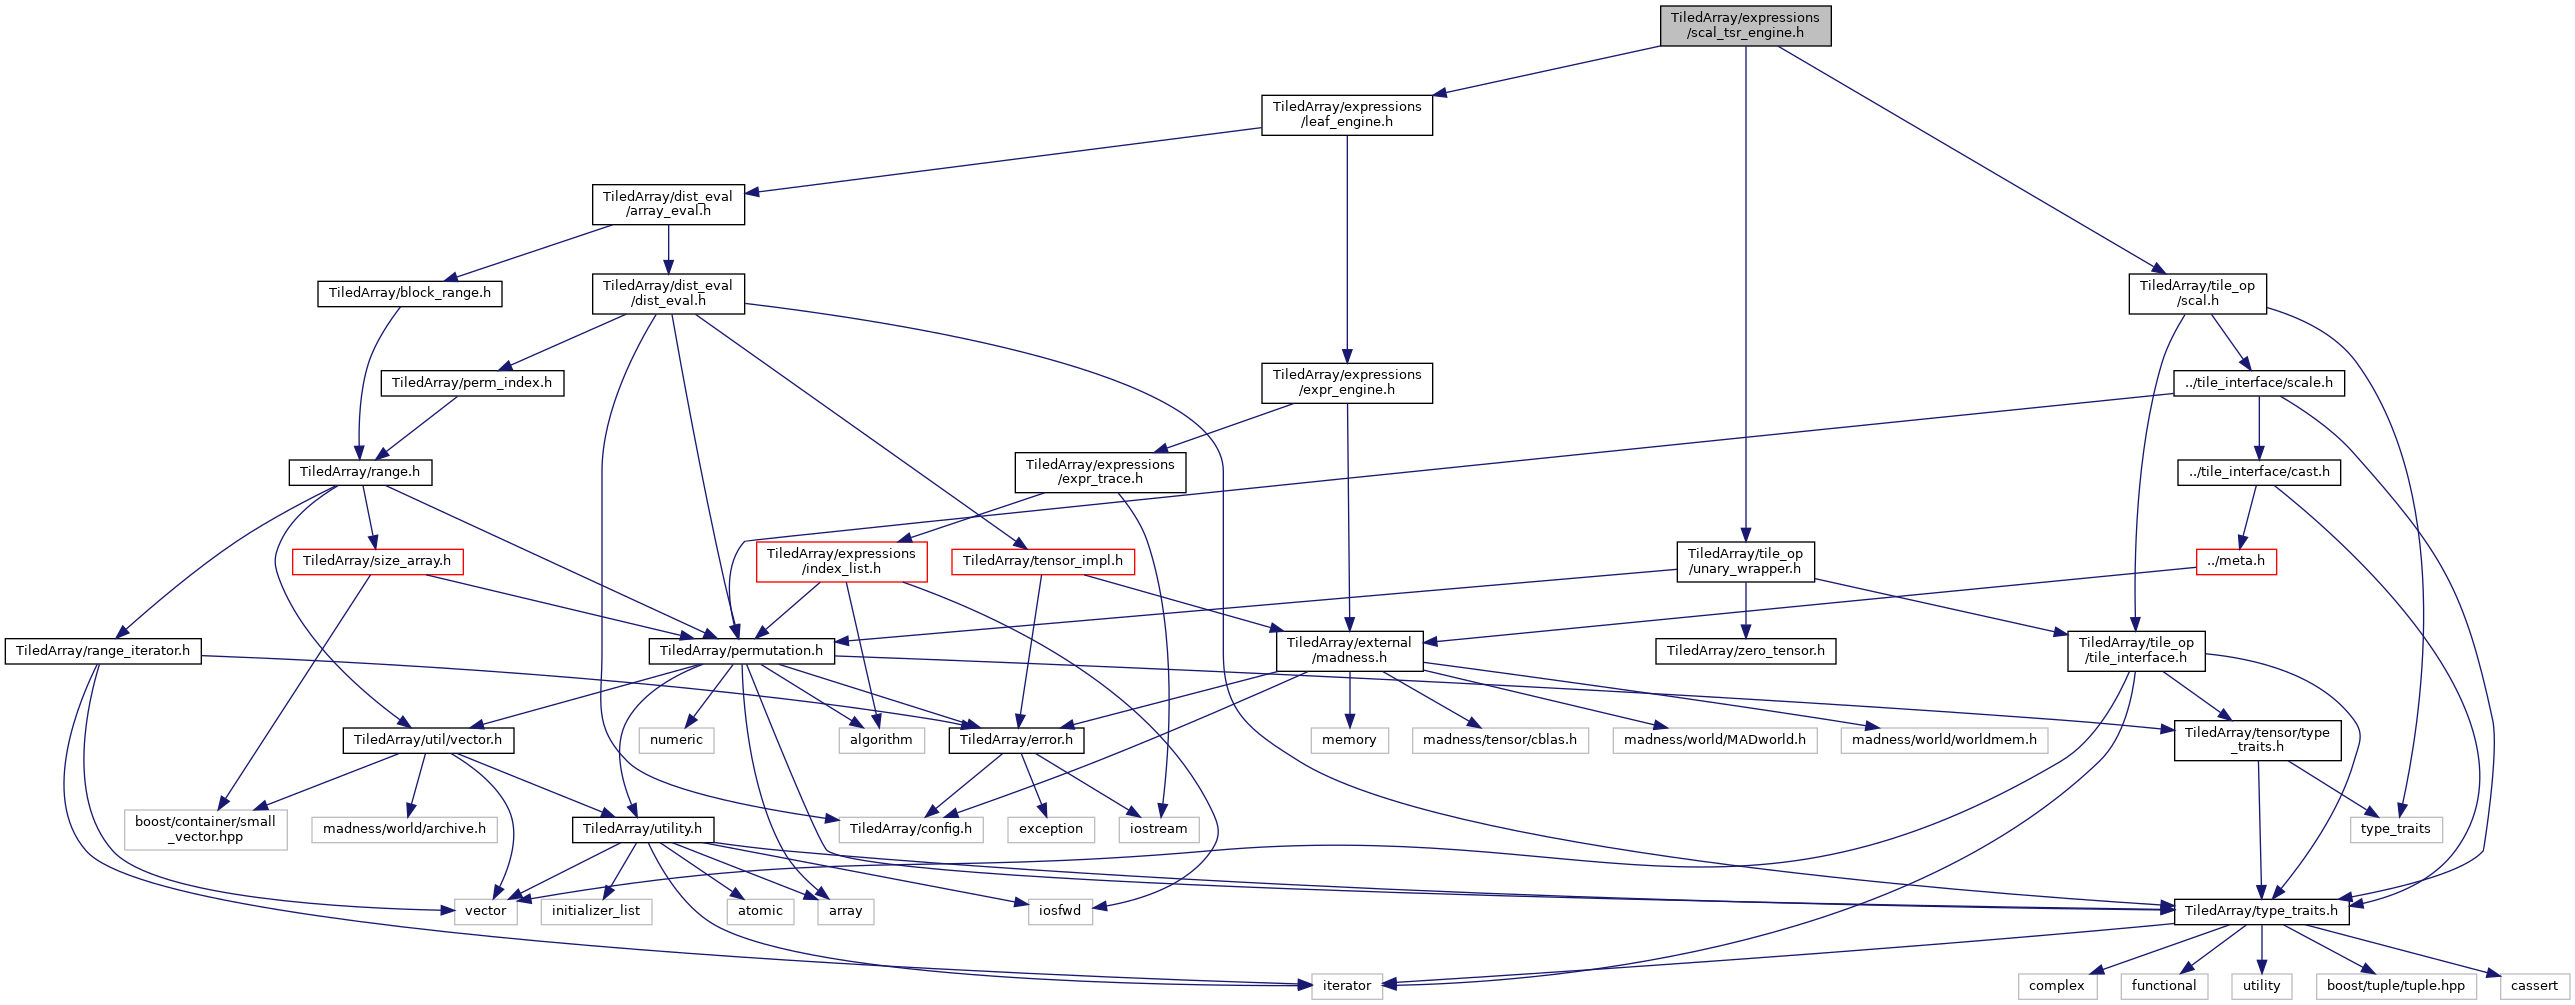 TiledArray/expressions
/scal_tsr_engine.h
TiledArray/expressions
/leaf_engine.h
TiledArray/dist_eval
/array_eval.h
TiledArray/block_range.h
TiledArray/dist_eval
/dist_eval.h
TiledArray/tile_op
/scal.h
TiledArray/perm_index.h
TiledArray/expressions
/expr_engine.h
../tile_interface/scale.h
TiledArray/range.h
TiledArray/expressions
/expr_trace.h
../tile_interface/cast.h
TiledArray/size_array.h
TiledArray/expressions
/index_list.h
TiledArray/tensor_impl.h
TiledArray/tile_op
/unary_wrapper.h
../meta.h
TiledArray/range_iterator.h
TiledArray/permutation.h
TiledArray/external
/madness.h
TiledArray/zero_tensor.h
TiledArray/tile_op
/tile_interface.h
TiledArray/util/vector.h
numeric
algorithm
TiledArray/error.h
memory
madness/tensor/cblas.h
madness/world/MADworld.h
madness/world/worldmem.h
TiledArray/tensor/type
_traits.h
boost/container/small
_vector.hpp
madness/world/archive.h
TiledArray/utility.h
TiledArray/config.h
exception
iostream
type_traits
vector
initializer_list
atomic
array
iosfwd
TiledArray/type_traits.h
iterator
complex
functional
utility
boost/tuple/tuple.hpp
cassert